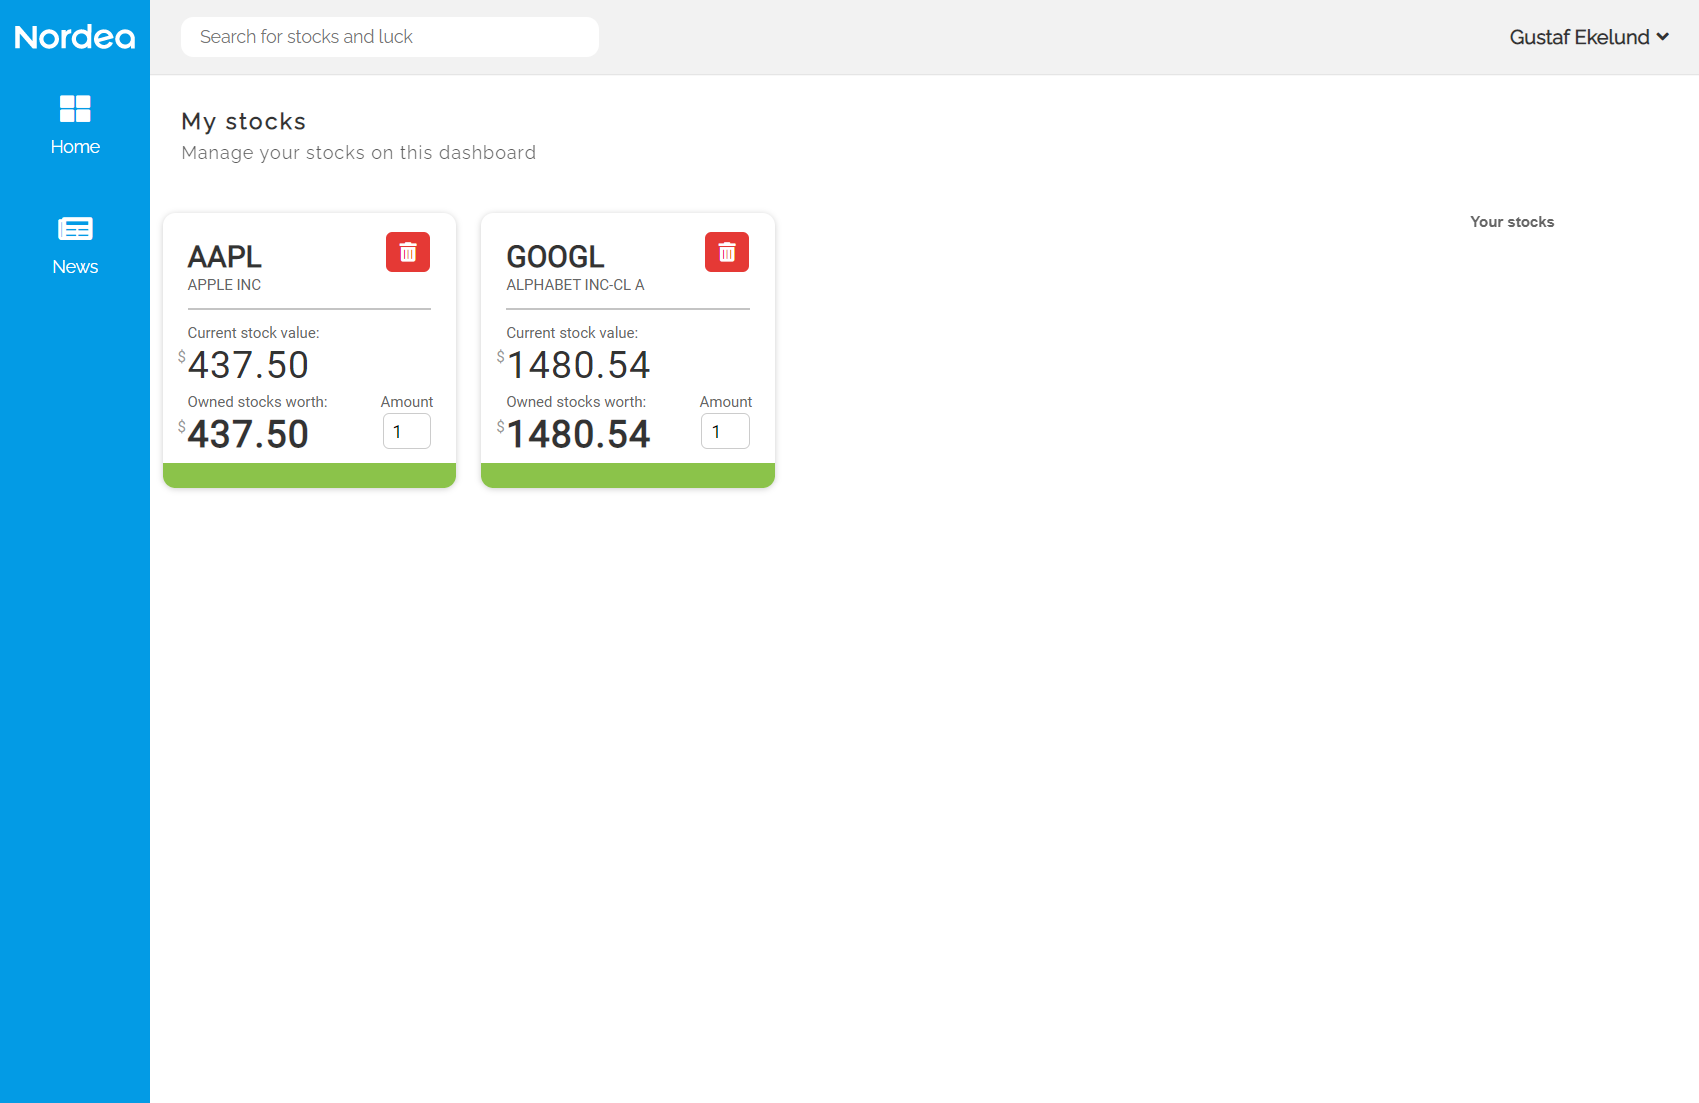 Nordea
Search for stocks and luck
Gustaf Ekelund
Home
News
My stocks
Manage your stocks on this dashboard
AAPL
APPLE INC
Current stock value:
$437.50
Owned stocks worth:
Amount
$437.50
1
GOOGL
ALPHABET INC-CL A
Current stock value:
$1480.54
Owned stocks worth:
Amount
$1480.54
1
Your stocks